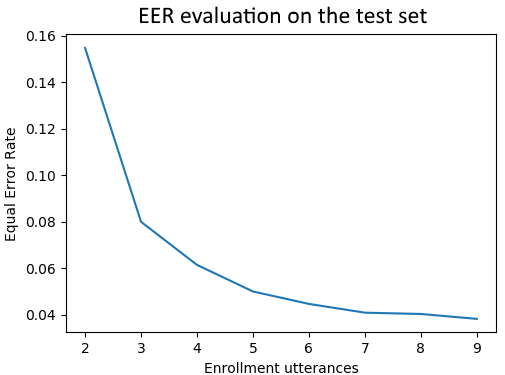 EER evaluation on the test set
0.16
0.14
0.12
0.10
0.08
0.06
0.04
Equal Error Rate
2 3 4 5 6 7 8 9
Enrollment utterances